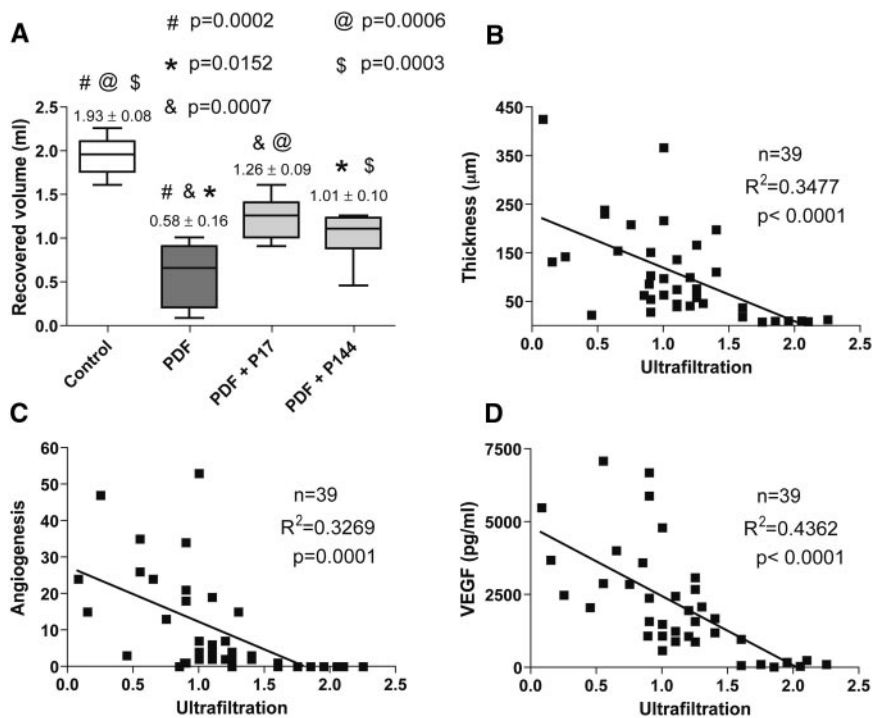 A
# p=0.0002 @ p=0.0006
* p=0.0152 $ p=0.0003
& p=0.0007
# @ $
1.93 ± 0.08
# & *
0.58 ± 0.16
& @
1.26 ± 0.09
* $
1.01 ± 0.10
Recovered volume (ml)
2.5
2.0
1.5
1.0
0.5
0.0
Control
PDF
PDF + P17
PDF + P144
B
Thickness (µm)
450
350
250
150
50
n=39
R²=0.3477
p< 0.0001
0.0 0.5 1.0 1.5 2.0 2.5
Ultrafiltration
C
Angiogenesis
60
50
40
30
20
10
0
n=39
R²=0.3269
p=0.0001
0.0 0.5 1.0 1.5 2.0 2.5
Ultrafiltration
D
VEGF (pg/ml)
7500
5000
2500
0
n=39
R²=0.4362
p< 0.0001
0.0 0.5 1.0 1.5 2.0 2.5
Ultrafiltration